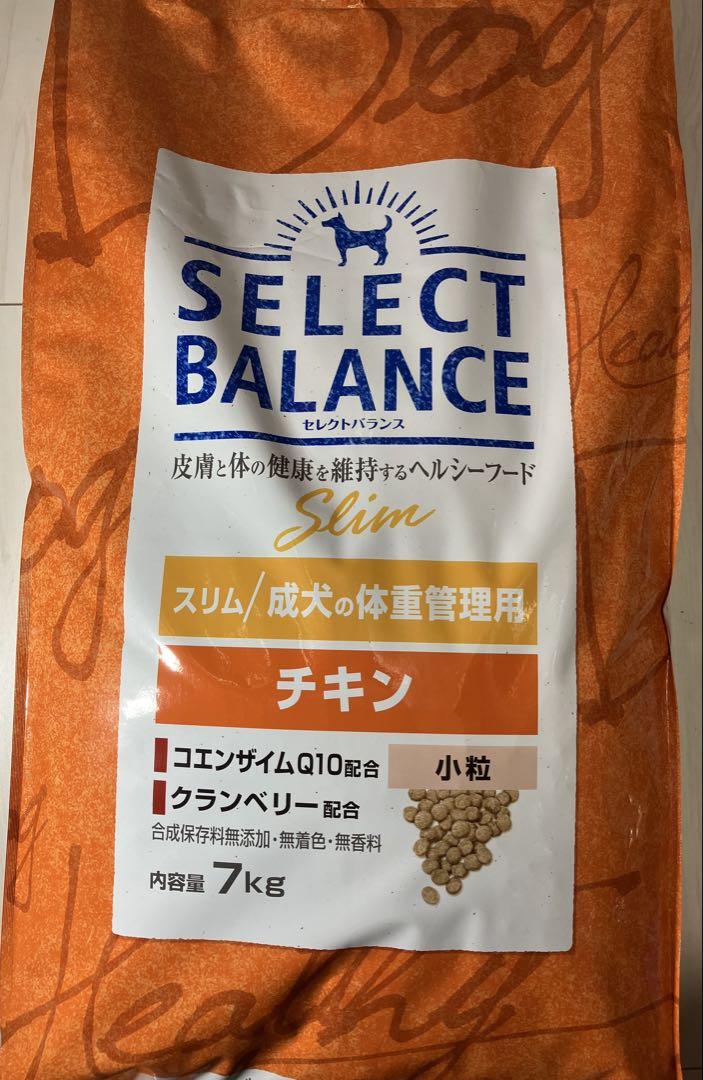 Dog
SELECT
BALANCE
セレクトバランス
皮膚と体の健康を維持するヘルシーフード
Slim
スリム/成犬の体重管理用
チキン
コエンザイムQ10配合
小粒
クランベリー配合
合成保存料無添加・無着色・無香料
内容量 7kg
Healthy